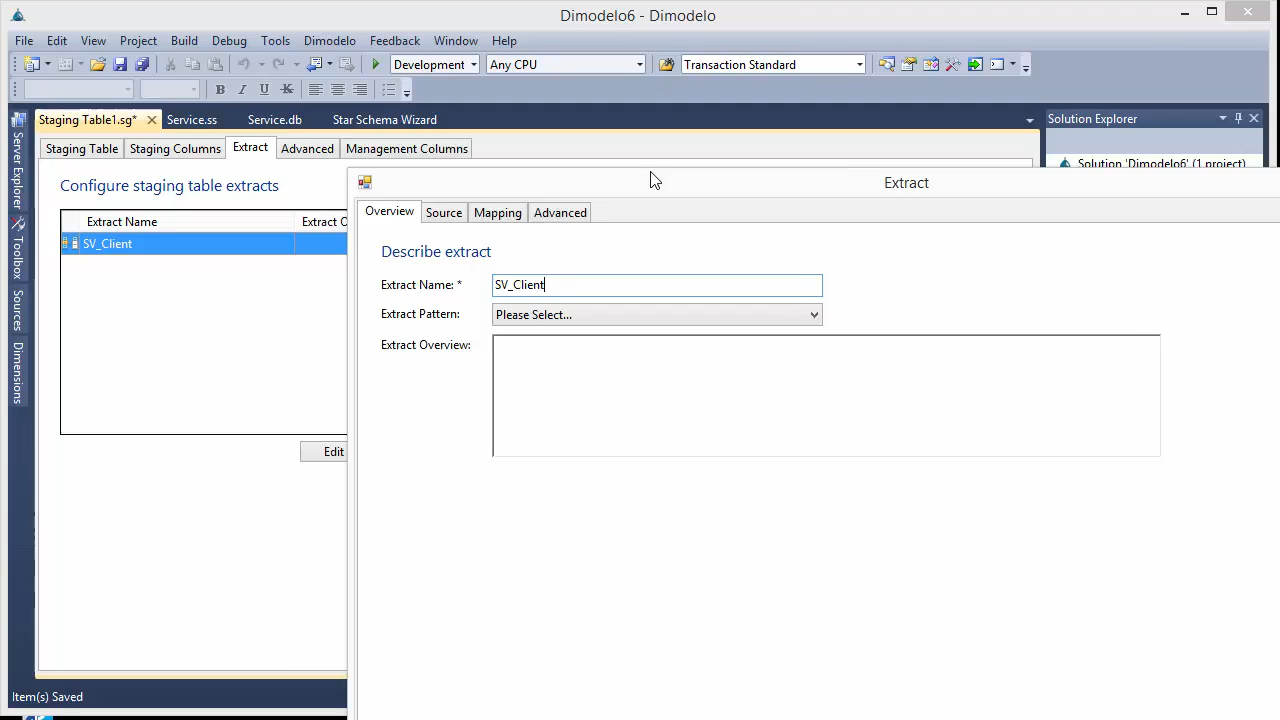 Dimodelo6 - Dimodelo
File Edit View Project Build Debug Tools Dimodelo Feedback Window Help
Development Any CPU Transaction Standard
B I U
Staging Table1.sg* Service.ss Service.db Star Schema Wizard
Solution Explorer
Solution 'Dimodelo6' (1 project)
Server Explorer
Toolbox
Sources
Dimensions
Staging Table Staging Columns Extract Advanced Management Columns
Configure staging table extracts
Extract Name Extract O
SV_Client
Edit
Extract
Overview Source Mapping Advanced
Describe extract
Extract Name: * SV_Client
Extract Pattern: Please Select...
Extract Overview:
Item(s) Saved